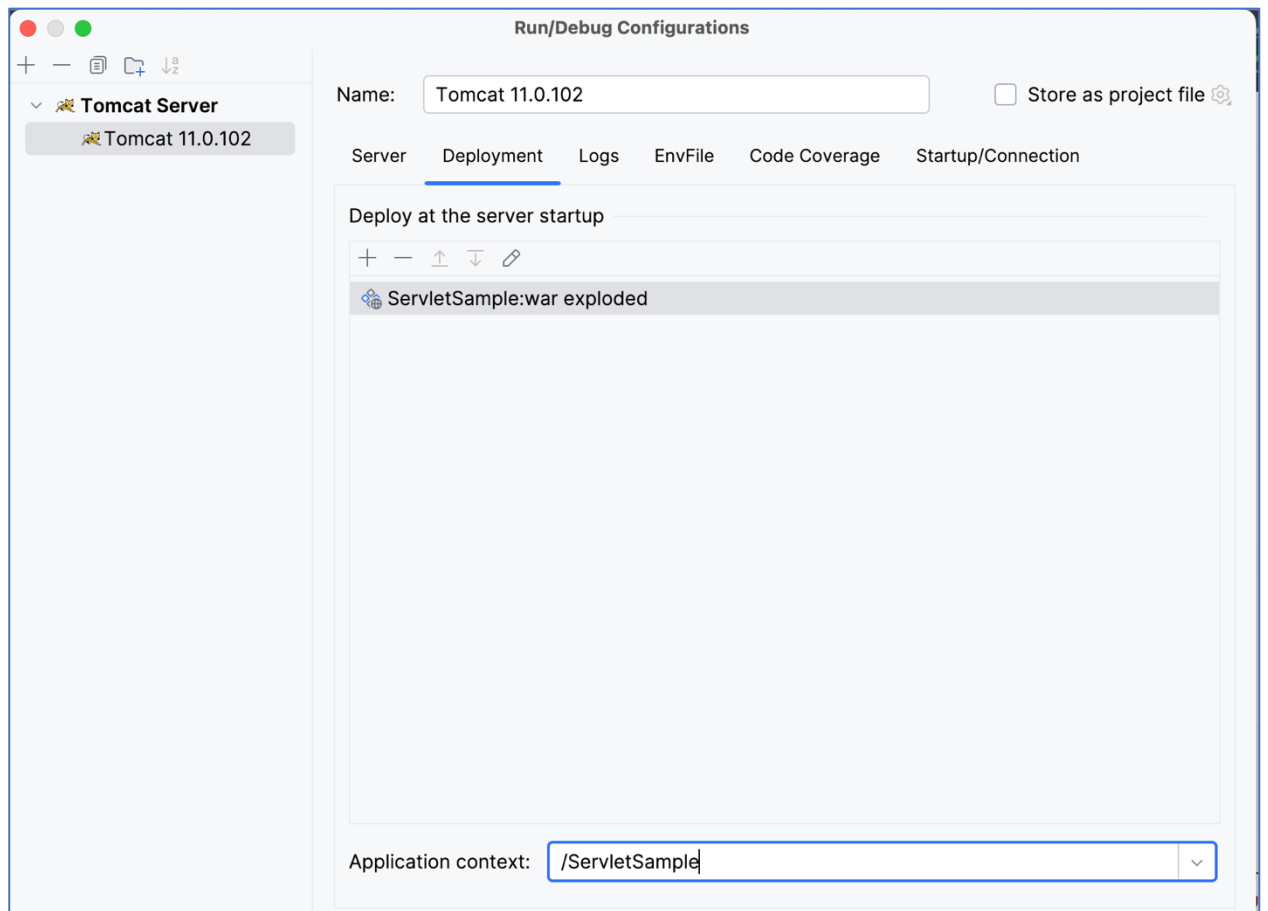 Run/Debug Configurations
Tomcat Server
Tomcat 11.0.102
Name:
Tomcat 11.0.102
Store as project file
Server Deployment Logs EnvFile Code Coverage Startup/Connection
Deploy at the server startup
ServletSample:war exploded
Application context:
/ServletSample